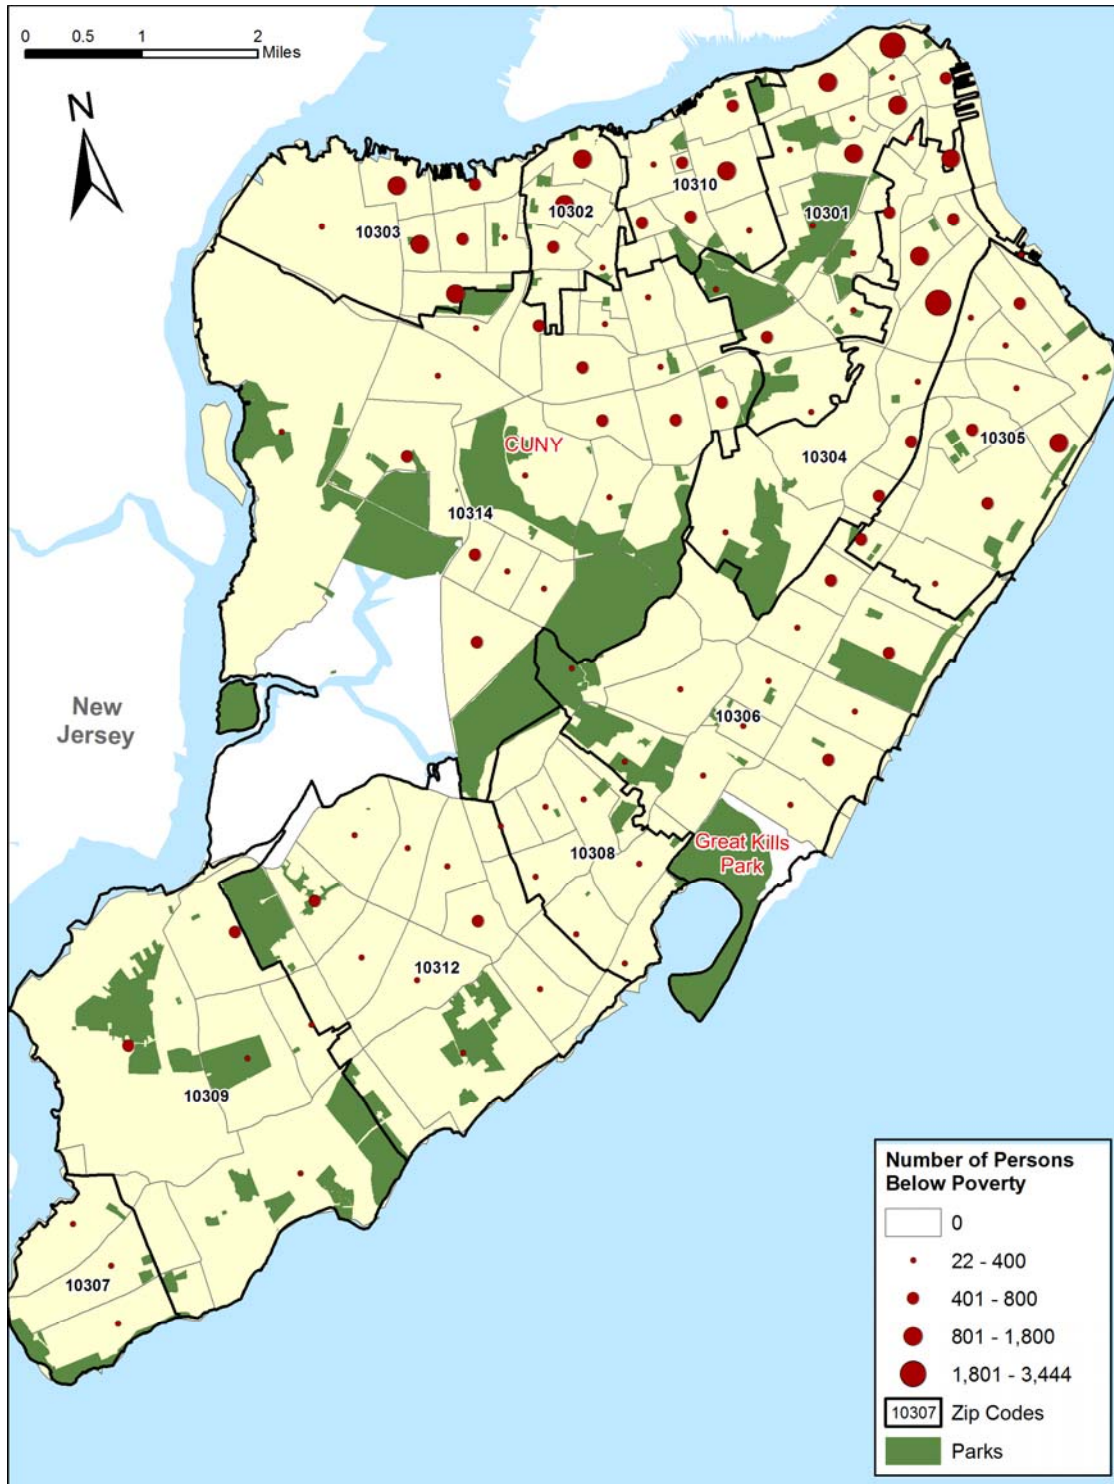 0 0.5 1 2
Miles
N
10303
10302
10310
10301
10305
10304
CUNY
10314
New
Jersey
10306
Great Kills
Park
10308
10312
10309
10307
Number of Persons
Below Poverty
0
22 - 400
401 - 800
801 - 1,800
1,801 - 3,444
10307 Zip Codes
Parks